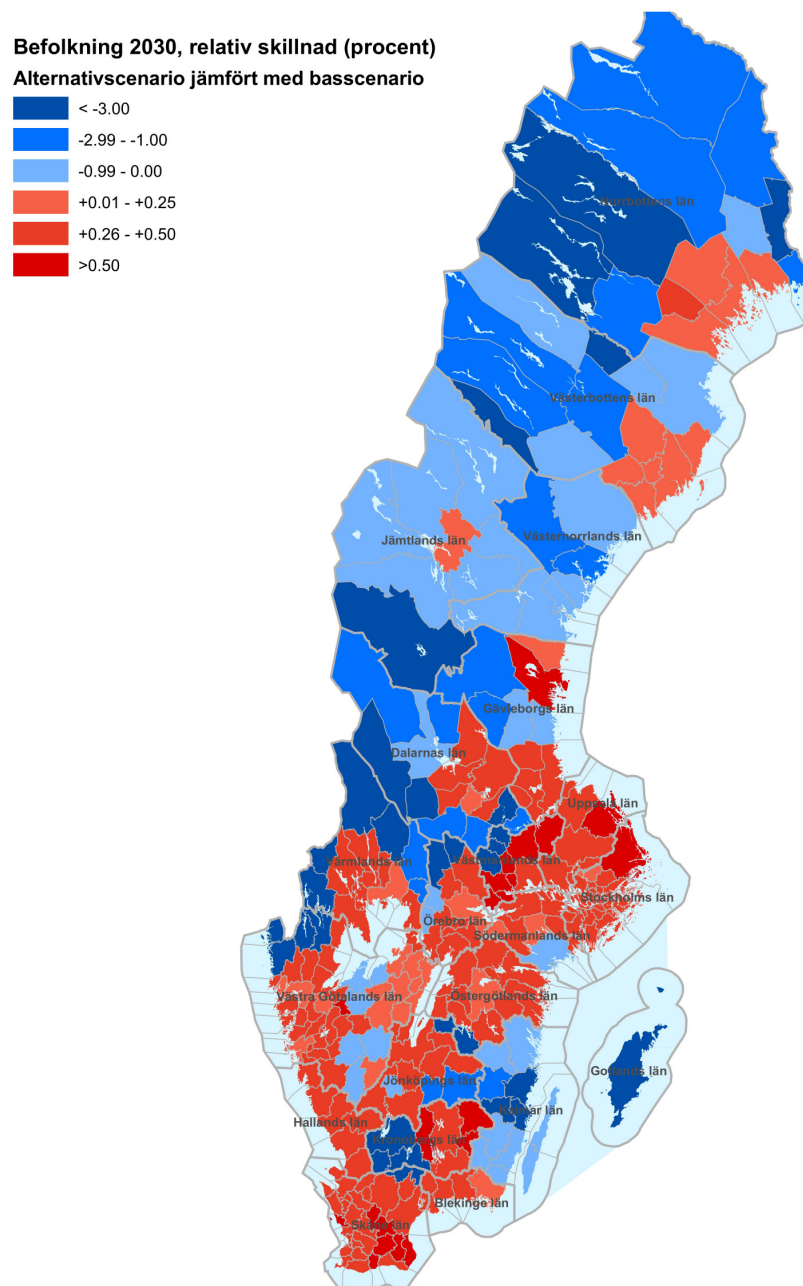 Befolkning 2030, relativ skillnad (procent)
Alternativscenario jämfört med basscenario
< -3.00
-2.99 - -1.00
-0.99 - 0.00
+0.01 - +0.25
+0.26 - +0.50
>0.50
Norrbottens län
Västerbottens län
Jämtlands län
Västernorrlands län
Gävleborgs län
Dalarnas län
Uppsala län
Värmlands län
Västmanlands län
Stockholms län
Örebro län
Södermanlands län
Västra Götalands län
Östergötlands län
Gotlands län
Jönköpings län
Kalmar län
Hallands län
Kronobergs län
Blekinge län
Skåne län